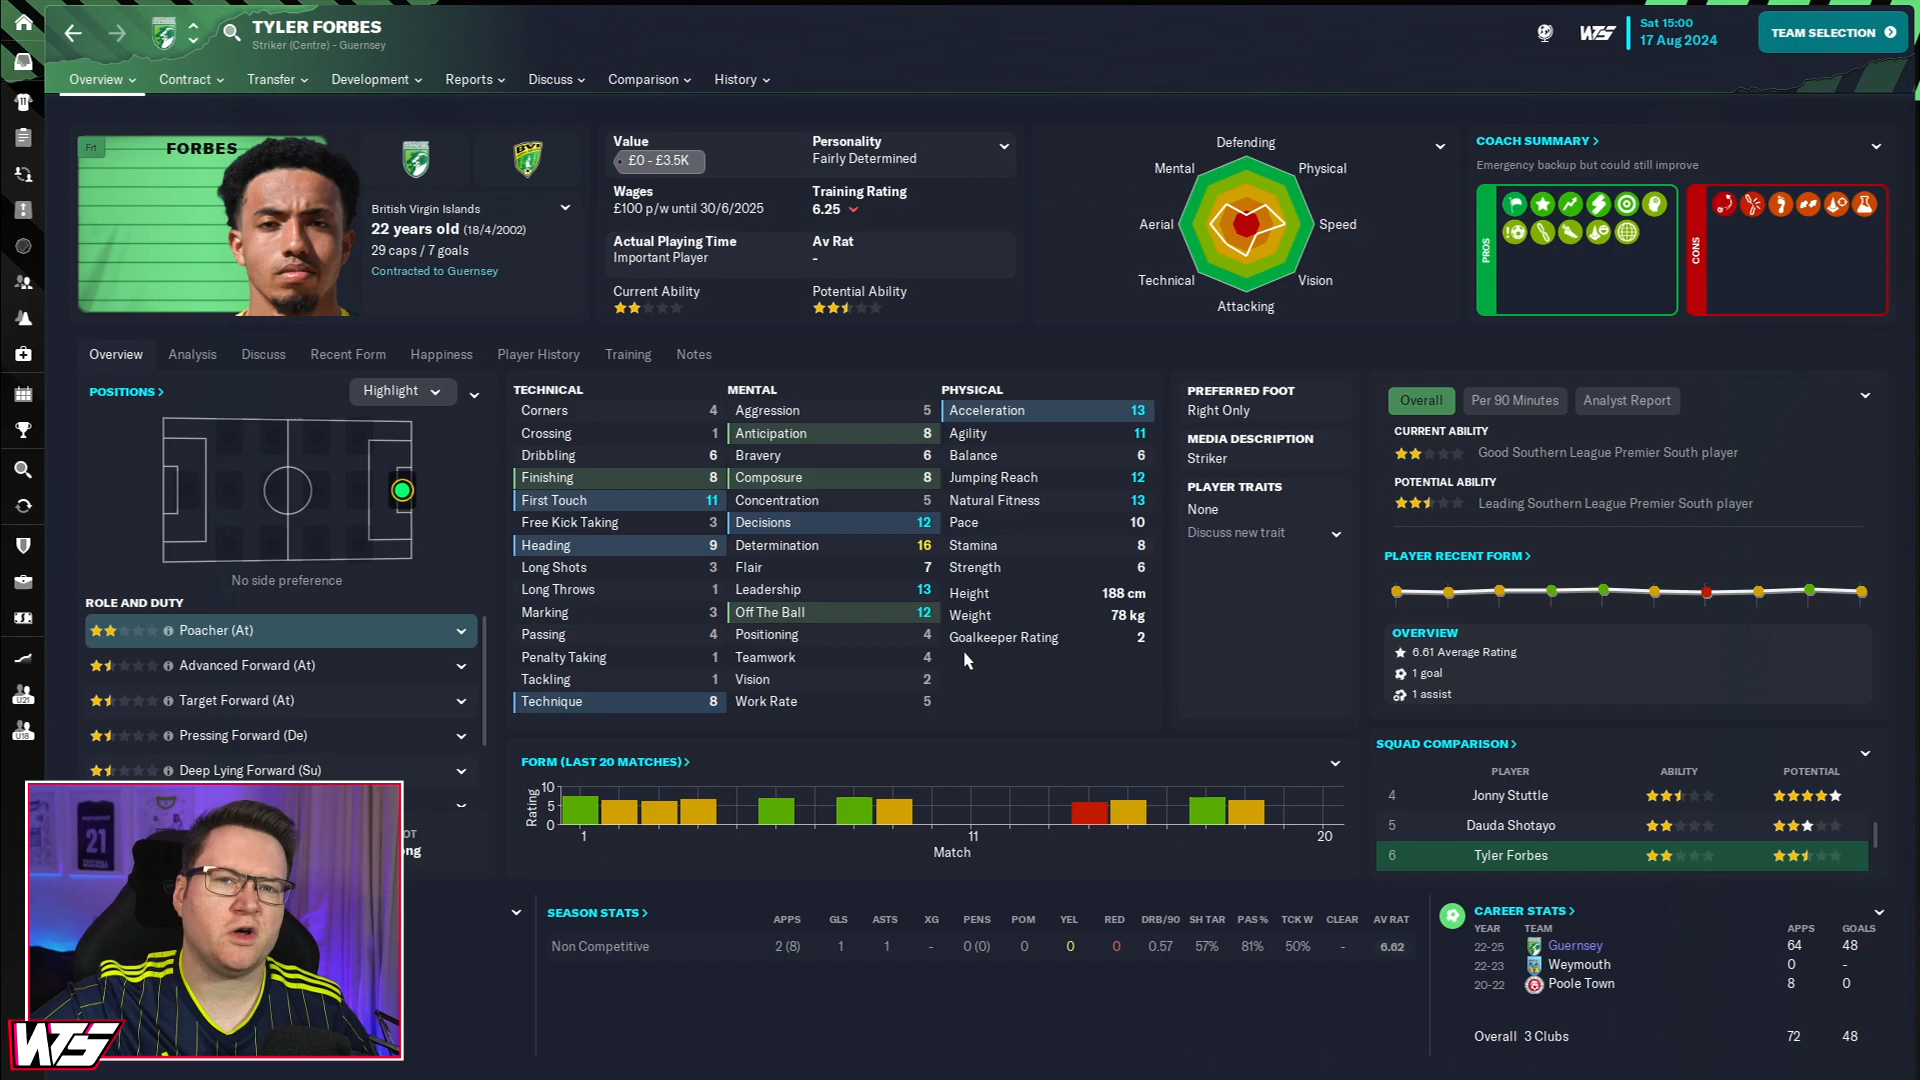 TYLER FORBES
Striker (Centre) - Guernsey
WTS
Sat 15:00
17 Aug 2024
TEAM SELECTION
Overview
Contract
Transfer
Development
Reports
Discuss
Comparison
History
Frt
FORBES
British Virgin Islands
22 years old (18/4/2002)
29 caps / 7 goals
Contracted to Guernsey
Value
£0 - £3.5K
Personality
Fairly Determined
Wages
£100 p/w until 30/6/2025
Training Rating
6.25
Actual Playing Time
Important Player
Av Rat
-
Current Ability
Potential Ability
Defending
Physical
Speed
Vision
Attacking
Technical
Aerial
Mental
COACH SUMMARY >
Emergency backup but could still improve
PROS
CONS
Overview
Analysis
Discuss
Recent Form
Happiness
Player History
Training
Notes
POSITIONS >
Highlight
No side preference
ROLE AND DUTY
Poacher (At)
Advanced Forward (At)
Target Forward (At)
Pressing Forward (De)
Deep Lying Forward (Su)
TECHNICAL
Corners 4
Crossing 1
Dribbling 6
Finishing 8
First Touch 11
Free Kick Taking 3
Heading 9
Long Shots 3
Long Throws 1
Marking 3
Passing 4
Penalty Taking 1
Tackling 1
Technique 8
MENTAL
Aggression 5
Anticipation 8
Bravery 6
Composure 8
Concentration 5
Decisions 12
Determination 16
Flair 7
Leadership 13
Off The Ball 12
Positioning 4
Teamwork 4
Vision 2
Work Rate 5
PHYSICAL
Acceleration 13
Agility 11
Balance 6
Jumping Reach 12
Natural Fitness 13
Pace 10
Stamina 8
Strength 6
Height 188 cm
Weight 78 kg
Goalkeeper Rating 2
PREFERRED FOOT
Right Only
MEDIA DESCRIPTION
Striker
PLAYER TRAITS
None
Discuss new trait
Overall
Per 90 Minutes
Analyst Report
CURRENT ABILITY
Good Southern League Premier South player
POTENTIAL ABILITY
Leading Southern League Premier South player
PLAYER RECENT FORM >
OVERVIEW
6.61 Average Rating
1 goal
1 assist
FORM (LAST 20 MATCHES) >
Rating
10
5
0
1
11
20
Match
SQUAD COMPARISON >
PLAYER ABILITY POTENTIAL
4 Jonny Stuttle
5 Dauda Shotayo
6 Tyler Forbes
SEASON STATS > APPS GLS ASTS XG PENS POM YEL RED DRB/90 SH TAR PAS % TCK W CLEAR AV RAT
Non Competitive 2 (8) 1 1 - 0 (0) 0 0 0 0.57 57% 81% 50% - 6.62
CAREER STATS >
YEAR TEAM APPS GOALS
22-25 Guernsey 64 48
22-23 Weymouth 0 -
20-22 Poole Town 8 0
Overall 3 Clubs 72 48
21
WTS
U21
U18
11